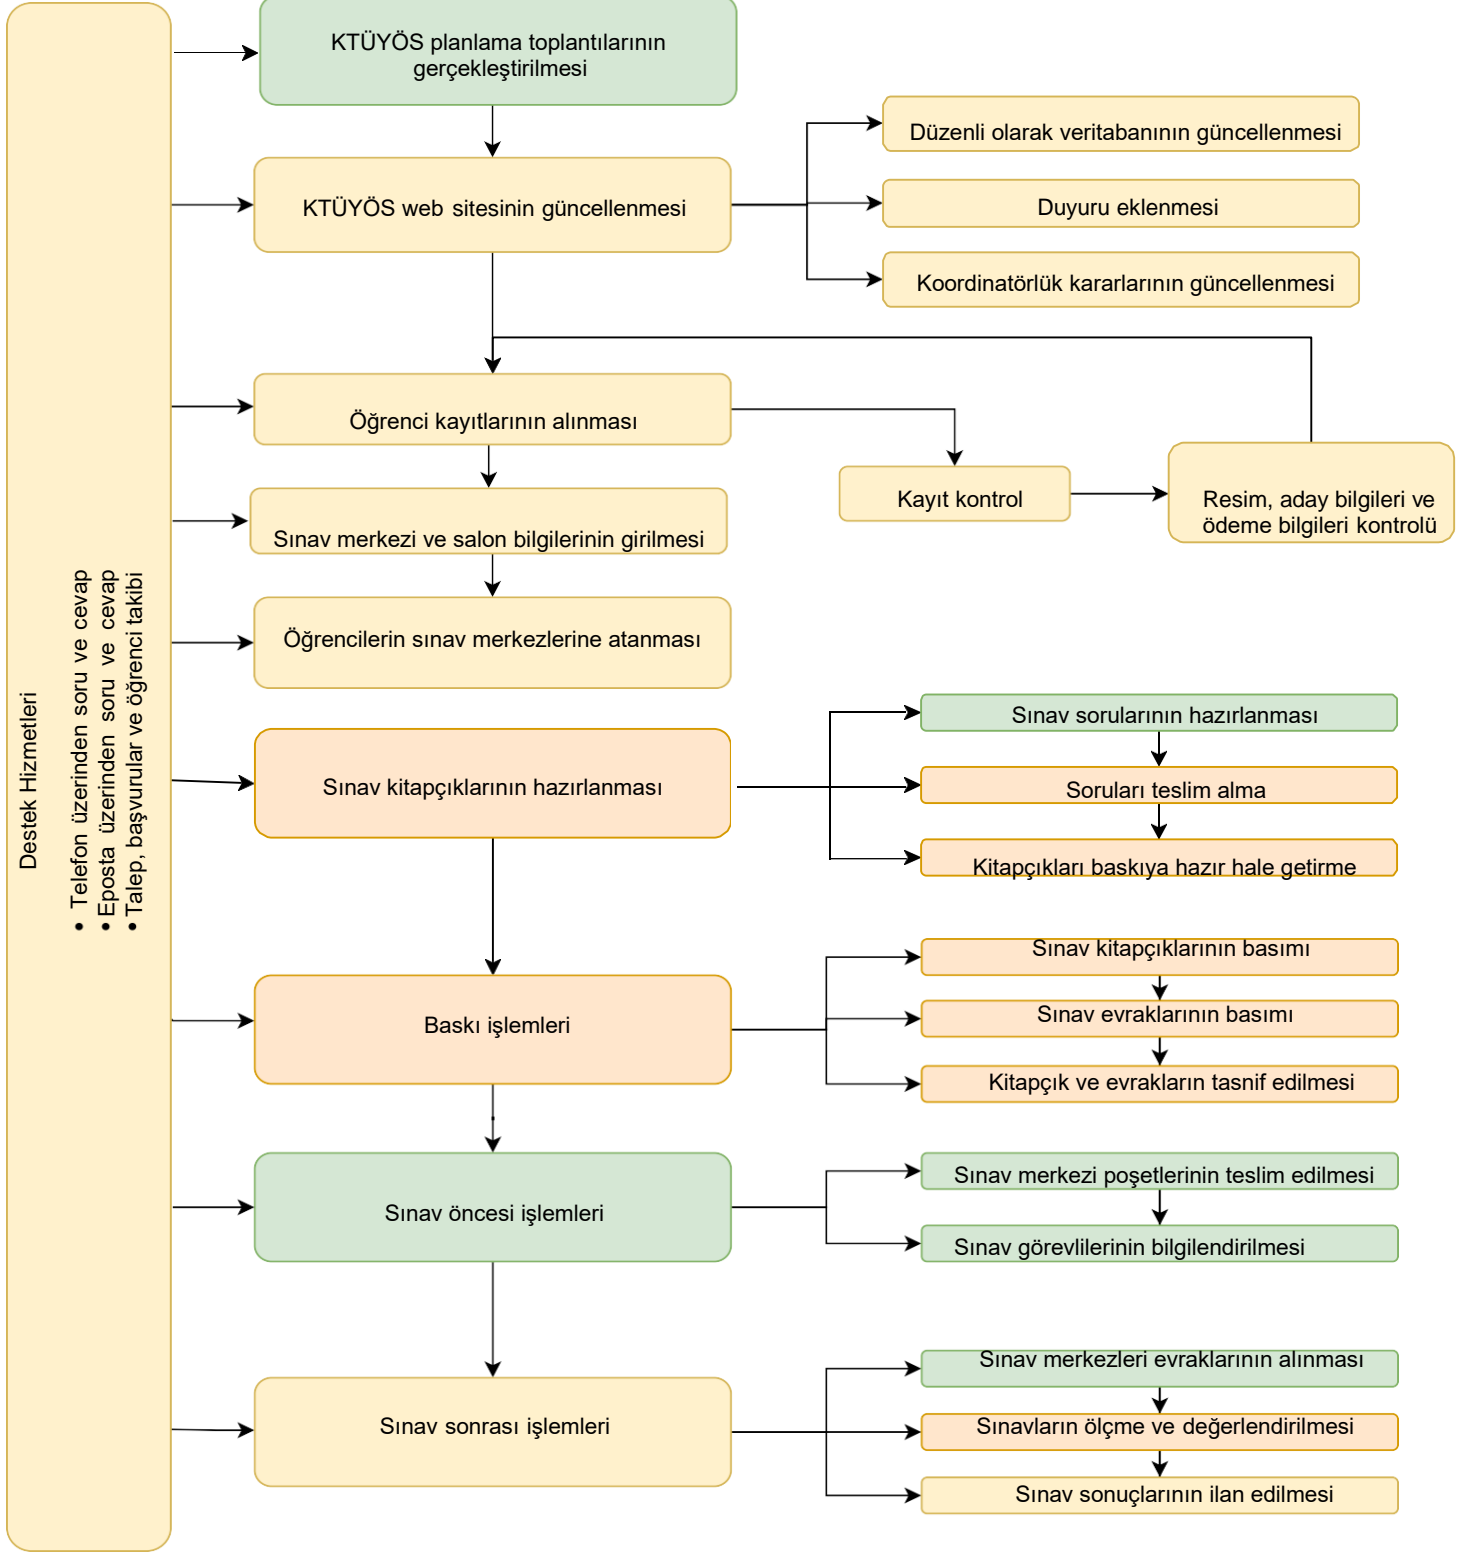 Destek Hizmetleri
• Telefon üzerinden soru ve cevap
• Eposta üzerinden soru ve cevap
• Talep, başvurular ve öğrenci takibi
KTÜYÖS planlama toplantılarının
gerçekleştirilmesi
KTÜYÖS web sitesinin güncellenmesi
Düzenli olarak veritabanının güncellenmesi
Duyuru eklenmesi
Koordinatörlük kararlarının güncellenmesi
Öğrenci kayıtlarının alınması
Kayıt kontrol
Resim, aday bilgileri ve
ödeme bilgileri kontrolü
Sınav merkezi ve salon bilgilerinin girilmesi
Öğrencilerin sınav merkezlerine atanması
Sınav kitapçıklarının hazırlanması
Sınav sorularının hazırlanması
Soruları teslim alma
Kitapçıkları baskıya hazır hale getirme
Baskı işlemleri
Sınav kitapçıklarının basımı
Sınav evraklarının basımı
Kitapçık ve evrakların tasnif edilmesi
Sınav öncesi işlemleri
Sınav merkezi poşetlerinin teslim edilmesi
Sınav görevlilerinin bilgilendirilmesi
Sınav sonrası işlemleri
Sınav merkezleri evraklarının alınması
Sınavların ölçme ve değerlendirilmesi
Sınav sonuçlarının ilan edilmesi